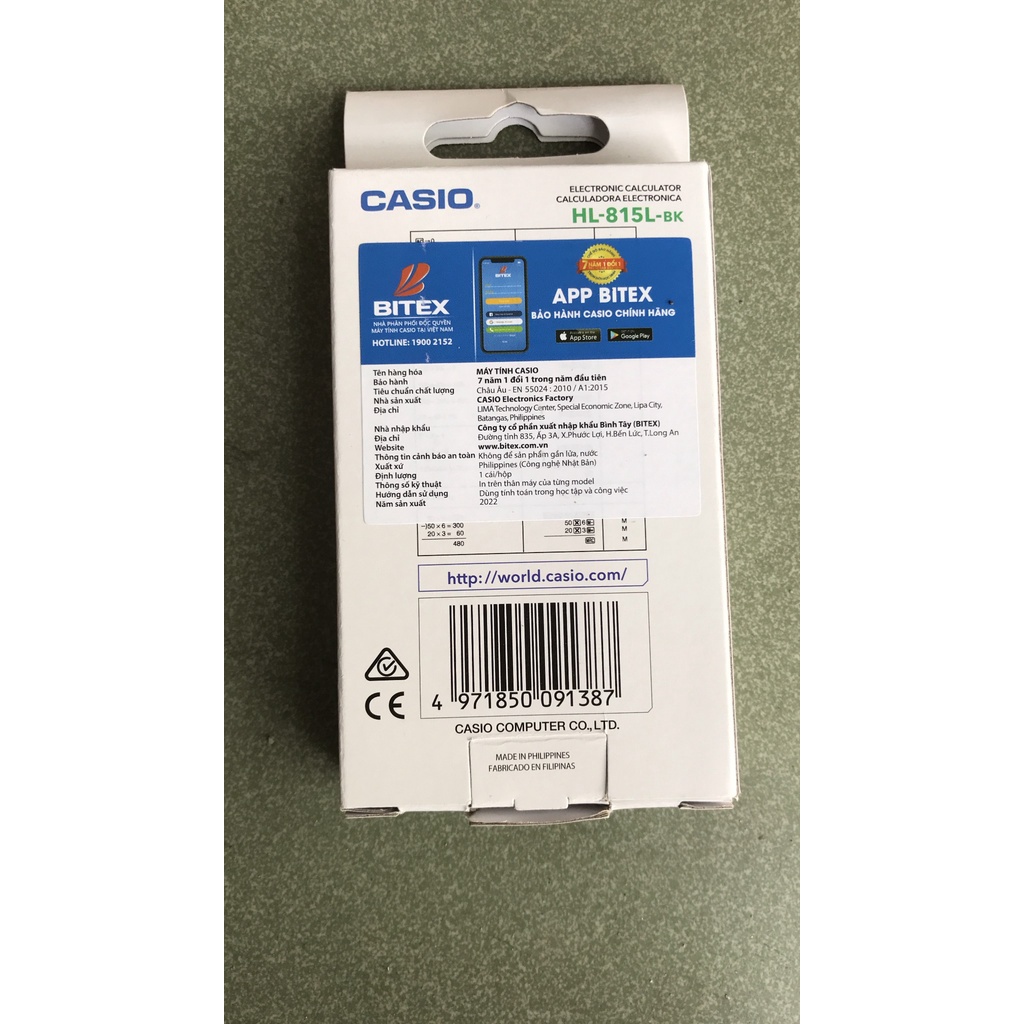 CASIO®
ELECTRONIC CALCULATOR
CALCULADORA ELECTRONICA
HL-815L-BK
BITEX
NHÀ PHÂN PHỐI ĐỘC QUYỀN
MÁY TÍNH CASIO TẠI VIỆT NAM
HOTLINE: 1900 2152
BITEX
7 NĂM 1 ĐỔI 1
APP BITEX
BẢO HÀNH CASIO CHÍNH HÃNG
App Store
Google Play
Tên hàng hóa MÁY TÍNH CASIO
Bảo hành 7 năm 1 đổi 1 trong năm đầu tiên
Tiêu chuẩn chất lượng Châu Âu - EN 55024 : 2010 / A1:2015
Nhà sản xuất CASIO Electronics Factory
Địa chỉ LIMA Technology Center, Special Economic Zone, Lipa City,
Batangas, Philippines
Nhà nhập khẩu Công ty cổ phần xuất nhập khẩu Bình Tây (BITEX)
Địa chỉ Đường tỉnh 835, Ấp 3A, X.Phước Lợi, H.Bến Lức, T.Long An
Website www.bitex.com.vn
Thông tin cảnh báo an toàn Không để sản phẩm gần lửa, nước
Xuất xứ Philippines (Công nghệ Nhật Bản)
Định lượng 1 cái/hộp
Thông số kỹ thuật In trên thân máy của từng model
Hướng dẫn sử dụng Dùng tính toán trong học tập và công việc
Năm sản xuất 2022
-)50 × 6 = 300 50 × 6 M
20 × 3 = 60 20 × 3 M
480 M
http://world.casio.com/
4 971850 091387
CE
CASIO COMPUTER CO., LTD.
MADE IN PHILIPPINES
FABRICADO EN FILIPINAS